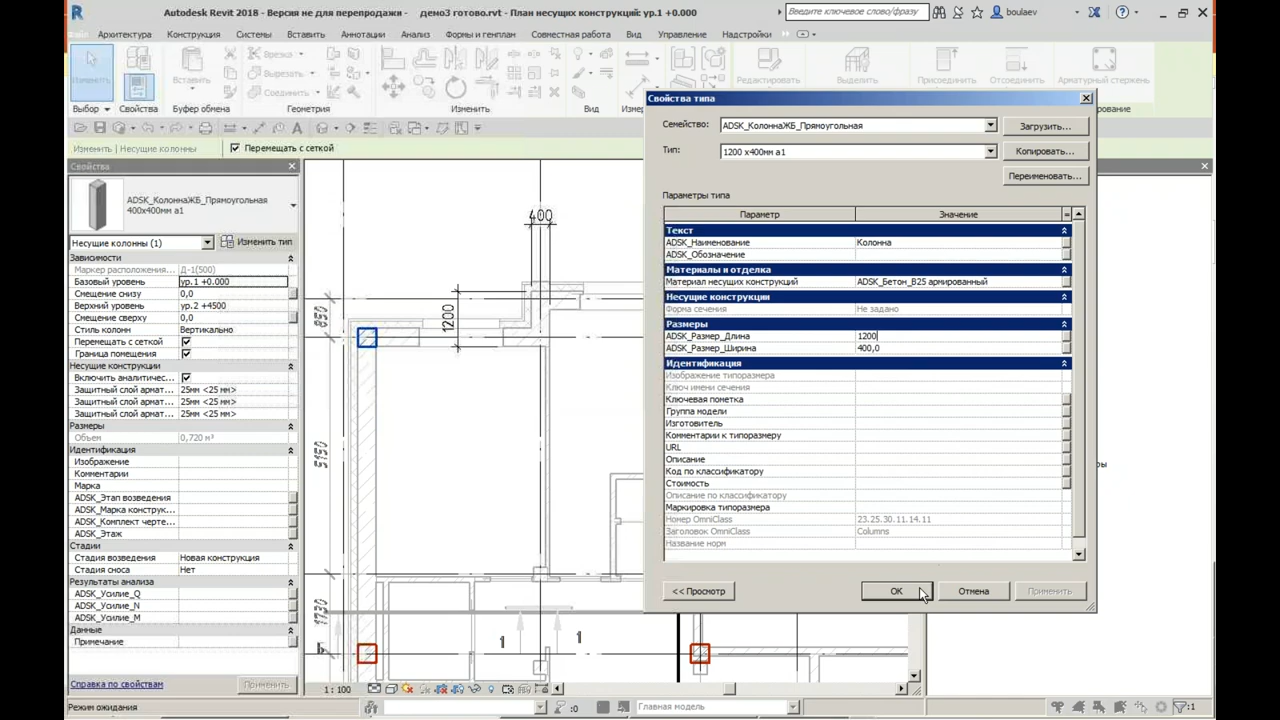 Autodesk Revit 2018 - Версия не для перепродажи - демо3 готово.rvt - План несущих конструкций: ур.1 +0.000
Введите ключевое слово/фразу
boulaev
Архитектура Конструкция Системы Вставить Аннотации Анализ Формы и генплан Совместная работа Вид Управление Надстройки
Изменить
Вставить
Врезка
Вырезать
Соединить
Редактировать
Выделить
Присоединить
Отсоединить
Арматурный стержень
Выбор Свойства Буфер обмена Геометрия Изменить Вид
Изменить | Несущие колонны
Перемещать с сеткой
Свойства
ADSK_КолоннаЖБ_Прямоугольная
400х400мм а1
Несущие колонны (1)
Изменить тип
Зависимости
Маркер расположения... Д-1(500)
Базовый уровень ур.1 +0.000
Смещение снизу 0,0
Верхний уровень ур.2 +4500
Смещение сверху 0,0
Стиль колонн Вертикально
Перемещать с сеткой
Граница помещения
Несущие конструкции
Включить аналитичес...
Защитный слой армат... 25мм <25 мм>
Защитный слой армат... 25мм <25 мм>
Защитный слой армат... 25мм <25 мм>
Размеры
Объем 0,720 м³
Идентификация
Изображение
Комментарии
Марка
ADSK_Этап возведения
ADSK_Марка конструк...
ADSK_Комплект черте...
ADSK_Этаж
Стадии
Стадия возведения Новая конструкция
Стадия сноса Нет
Результаты анализа
ADSK_Усилие_Q
ADSK_Усилие_N
ADSK_Усилие_M
Данные
Примечание
Справка по свойствам
Применить
Режим ожидания
400
1200
850
5150
1750
1
1
1 : 100
:0
Главная модель
:1
Свойства типа
Семейство: ADSK_КолоннаЖБ_Прямоугольная Загрузить...
Тип: 1200 х400мм а1 Копировать...
Переименовать...
Параметры типа
Параметр Значение =
Текст
ADSK_Наименование Колонна
ADSK_Обозначение
Материалы и отделка
Материал несущих конструкций ADSK_Бетон_B25 армированный
Несущие конструкции
Форма сечения Не задано
Размеры
ADSK_Размер_Длина 1200
ADSK_Размер_Ширина 400,0
Идентификация
Изображение типоразмера
Ключ имени сечения
Ключевая пометка
Группа модели
Изготовитель
Комментарии к типоразмеру
URL
Описание
Код по классификатору
Стоимость
Описание по классификатору
Маркировка типоразмера
Номер OmniClass 23.25.30.11.14.11
Заголовок OmniClass Columns
Название норм
<< Просмотр OK Отмена Применить